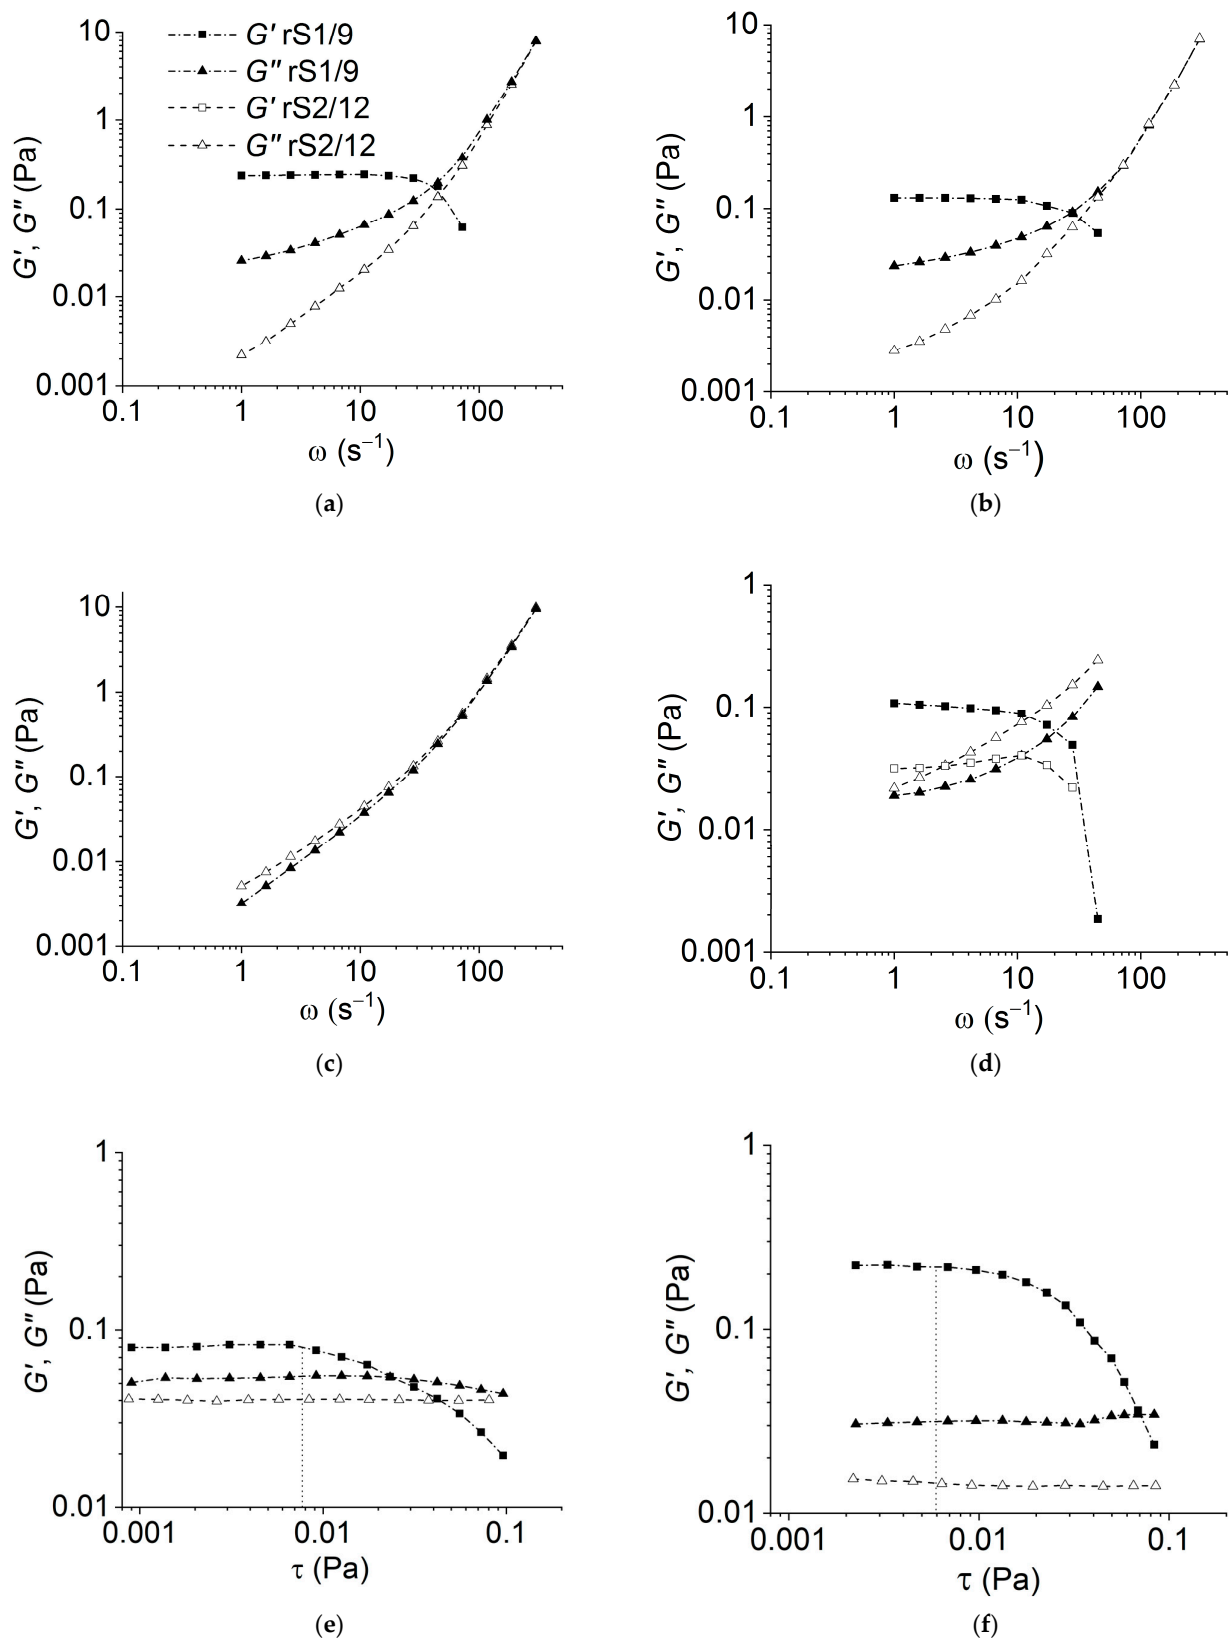 G′ rS1/9
G″ rS1/9
G′ rS2/12
G″ rS2/12
10
1
0.1
0.01
0.001
G′, G″ (Pa)
0.1 1 10 100
ω (s−1)
(a)
10
1
0.1
0.01
0.001
G′, G″ (Pa)
0.1 1 10 100
ω (s−1)
(b)
10
1
0.1
0.01
0.001
G′, G″ (Pa)
0.1 1 10 100
ω (s−1)
(c)
1
0.1
0.01
0.001
G′, G″ (Pa)
0.1 1 10 100
ω (s−1)
(d)
1
0.1
0.01
G′, G″ (Pa)
0.001 0.01 0.1
τ (Pa)
(e)
1
0.1
0.01
G′, G″ (Pa)
0.001 0.01 0.1
τ (Pa)
(f)